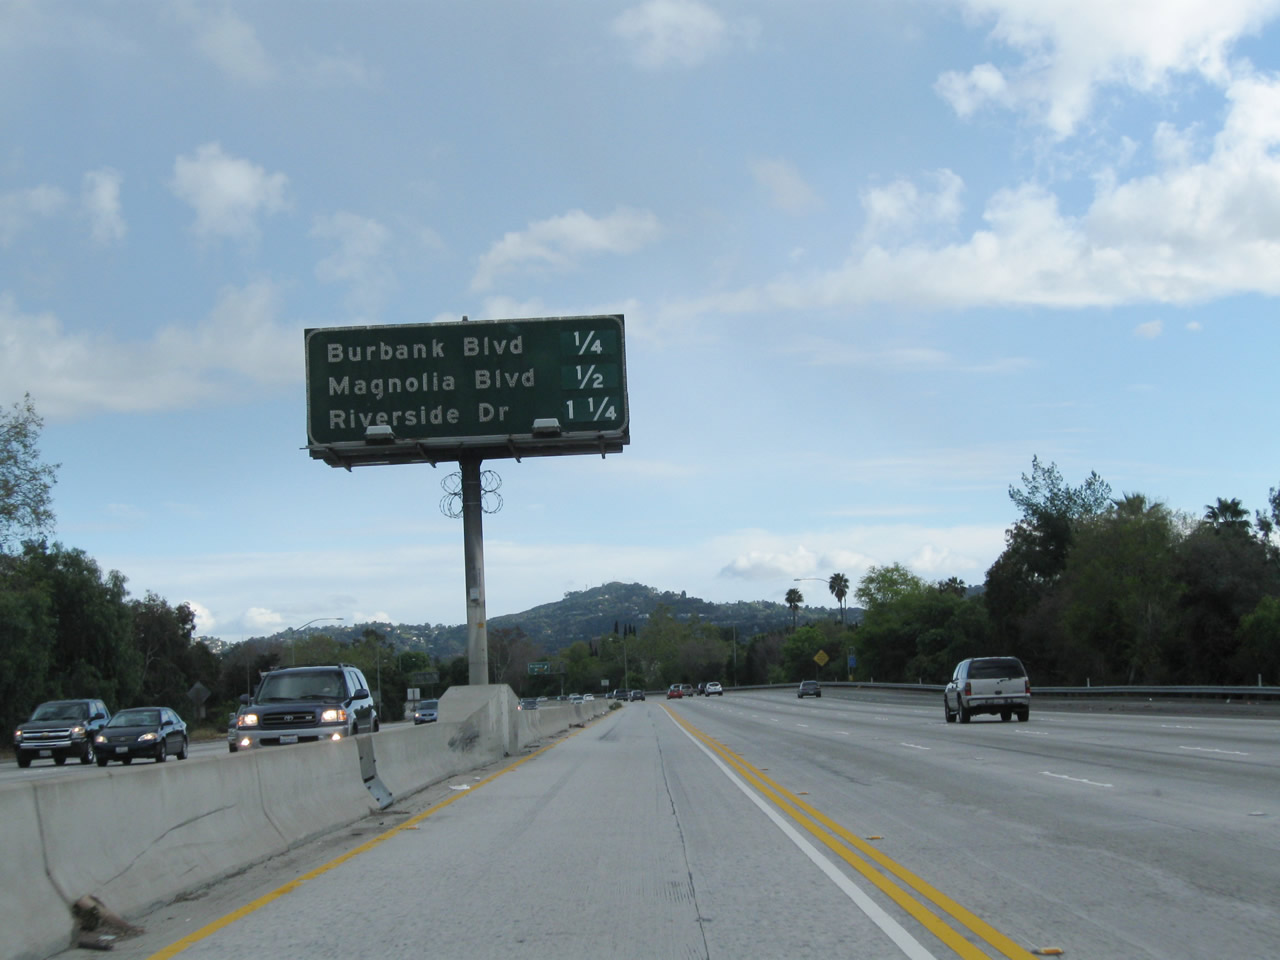 Burbank Blvd 1/4
Magnolia Blvd 1/2
Riverside Dr 1 1/4